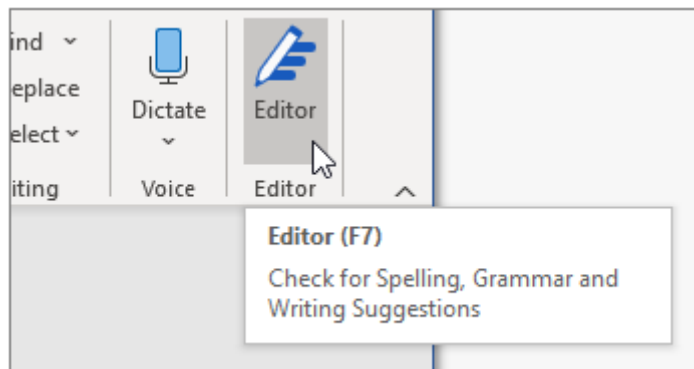 ind
eplace
elect
iting
Dictate
Voice
Editor
Editor
Editor (F7)
Check for Spelling, Grammar and
Writing Suggestions